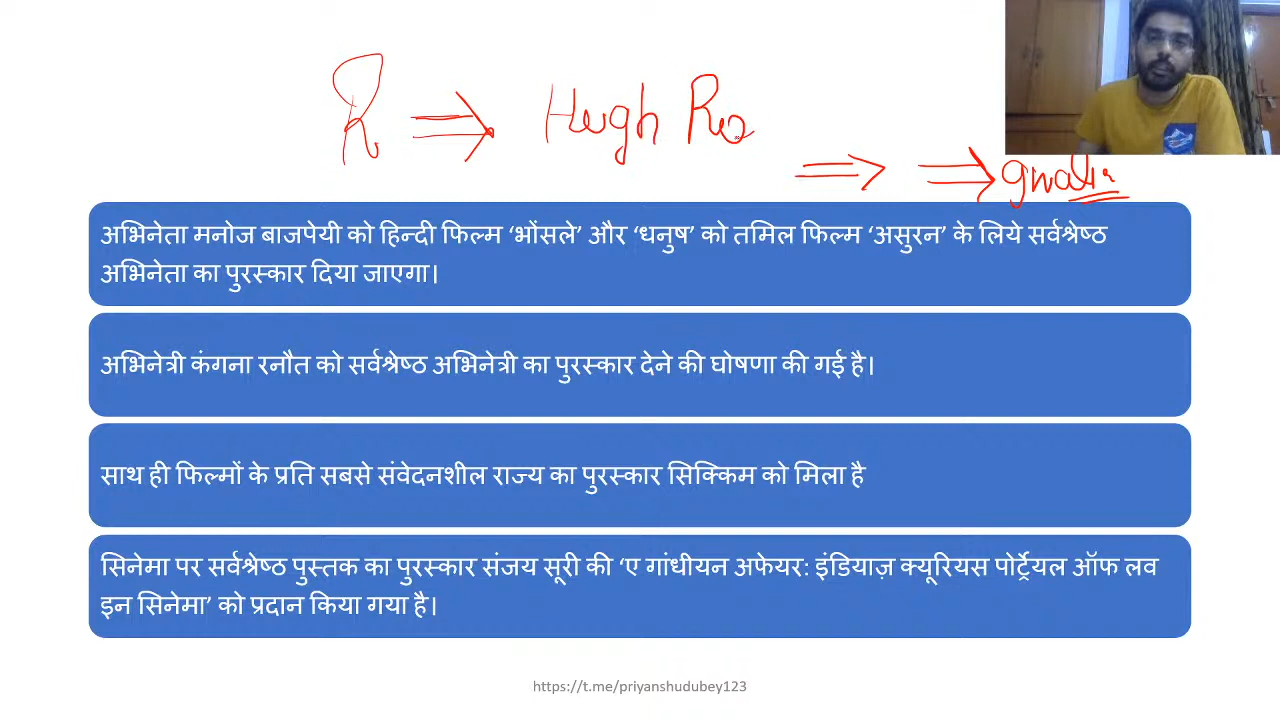 R ⇒ Hugh Ro
⇒ ⇒ gwalir
अभिनेता मनोज बाजपेयी को हिन्दी फिल्म ‘भोंसले’ और ‘धनुष’ को तमिल फिल्म ‘असुरन’ के लिये सर्वश्रेष्ठ
अभिनेता का पुरस्कार दिया जाएगा।
अभिनेत्री कंगना रनौत को सर्वश्रेष्ठ अभिनेत्री का पुरस्कार देने की घोषणा की गई है।
साथ ही फिल्मों के प्रति सबसे संवेदनशील राज्य का पुरस्कार सिक्किम को मिला है
सिनेमा पर सर्वश्रेष्ठ पुस्तक का पुरस्कार संजय सूरी की ‘ए गांधीयन अफेयर: इंडियाज़ क्यूरियस पोर्ट्रेयल ऑफ लव
इन सिनेमा’ को प्रदान किया गया है।
https://t.me/priyanshudubey123